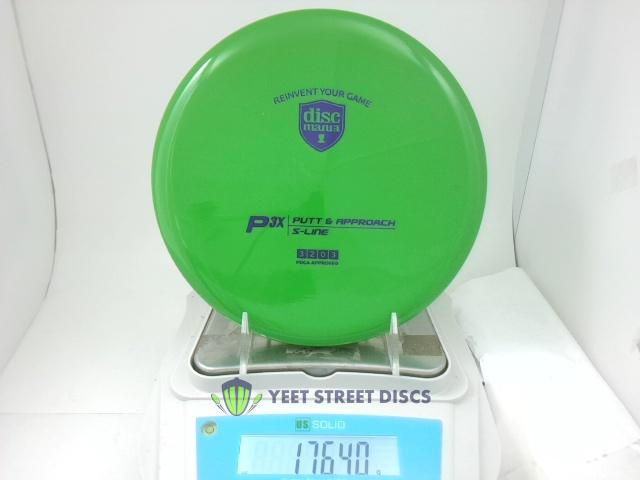 REINVENT YOUR GAME
disc
mania
P3X PUTT & APPROACH
S-LINE
3 2 0 3
PDGA APPROVED
YEET STREET DISCS
US SOLID
176.40 g